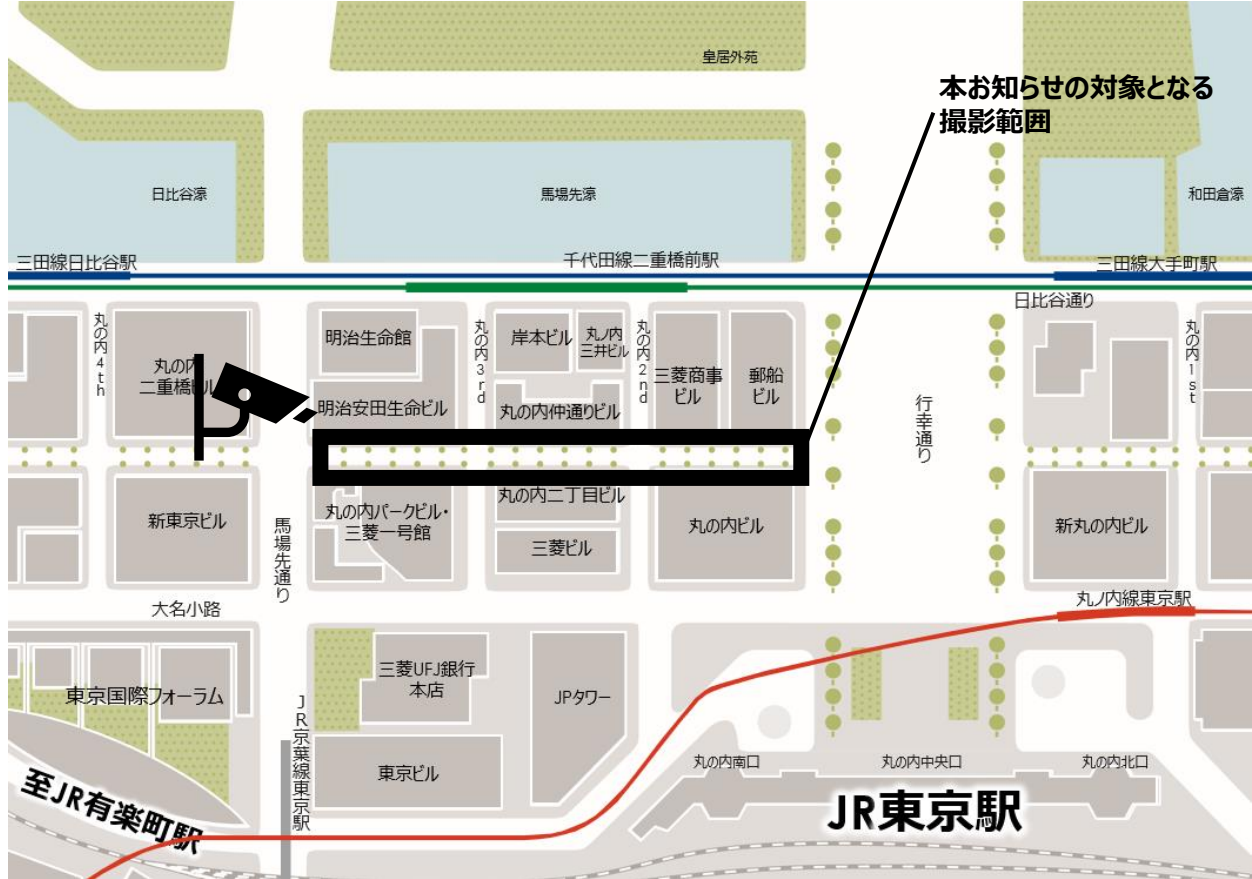 皇居外苑
本お知らせの対象となる
撮影範囲
日比谷濠
馬場先濠
和田倉濠
三田線日比谷駅
千代田線二重橋前駅
三田線大手町駅
日比谷通り
丸の内4th
丸の内
二重橋ビル
明治生命館
丸の内3rd
岸本ビル
丸ノ内
三井ビル
丸の内2nd
三菱商事
ビル
郵船
ビル
行幸通り
丸の内1st
明治安田生命ビル
丸の内仲通りビル
新東京ビル
馬場先通り
丸の内パークビル・
三菱一号館
丸の内二丁目ビル
三菱ビル
丸の内ビル
新丸の内ビル
大名小路
丸ノ内線東京駅
東京国際フォーラム
JR京葉線東京駅
三菱UFJ銀行
本店
JPタワー
東京ビル
丸の内南口
丸の内中央口
丸の内北口
至JR有楽町駅
JR東京駅